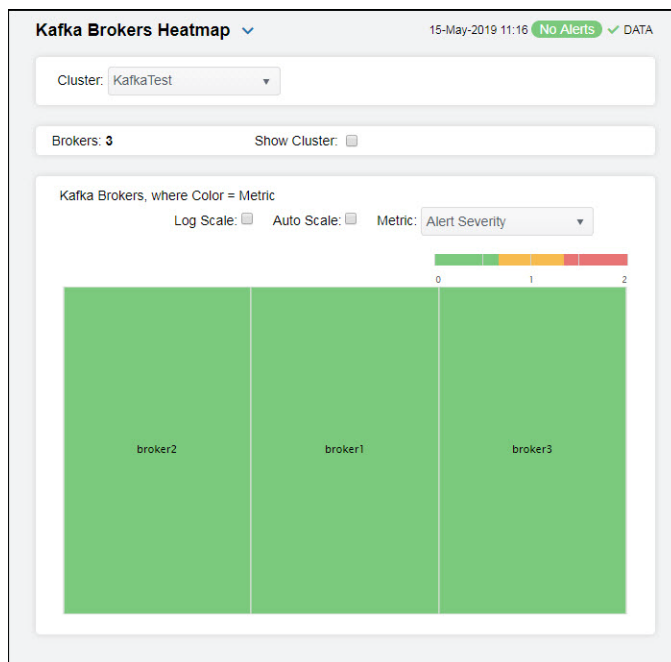 Kafka Brokers Heatmap 15-May-2019 11:16 No Alerts DATA
Cluster: KafkaTest
Brokers: 3 Show Cluster:
Kafka Brokers, where Color = Metric
Log Scale: Auto Scale: Metric: Alert Severity
0 1 2
broker2 broker1 broker3